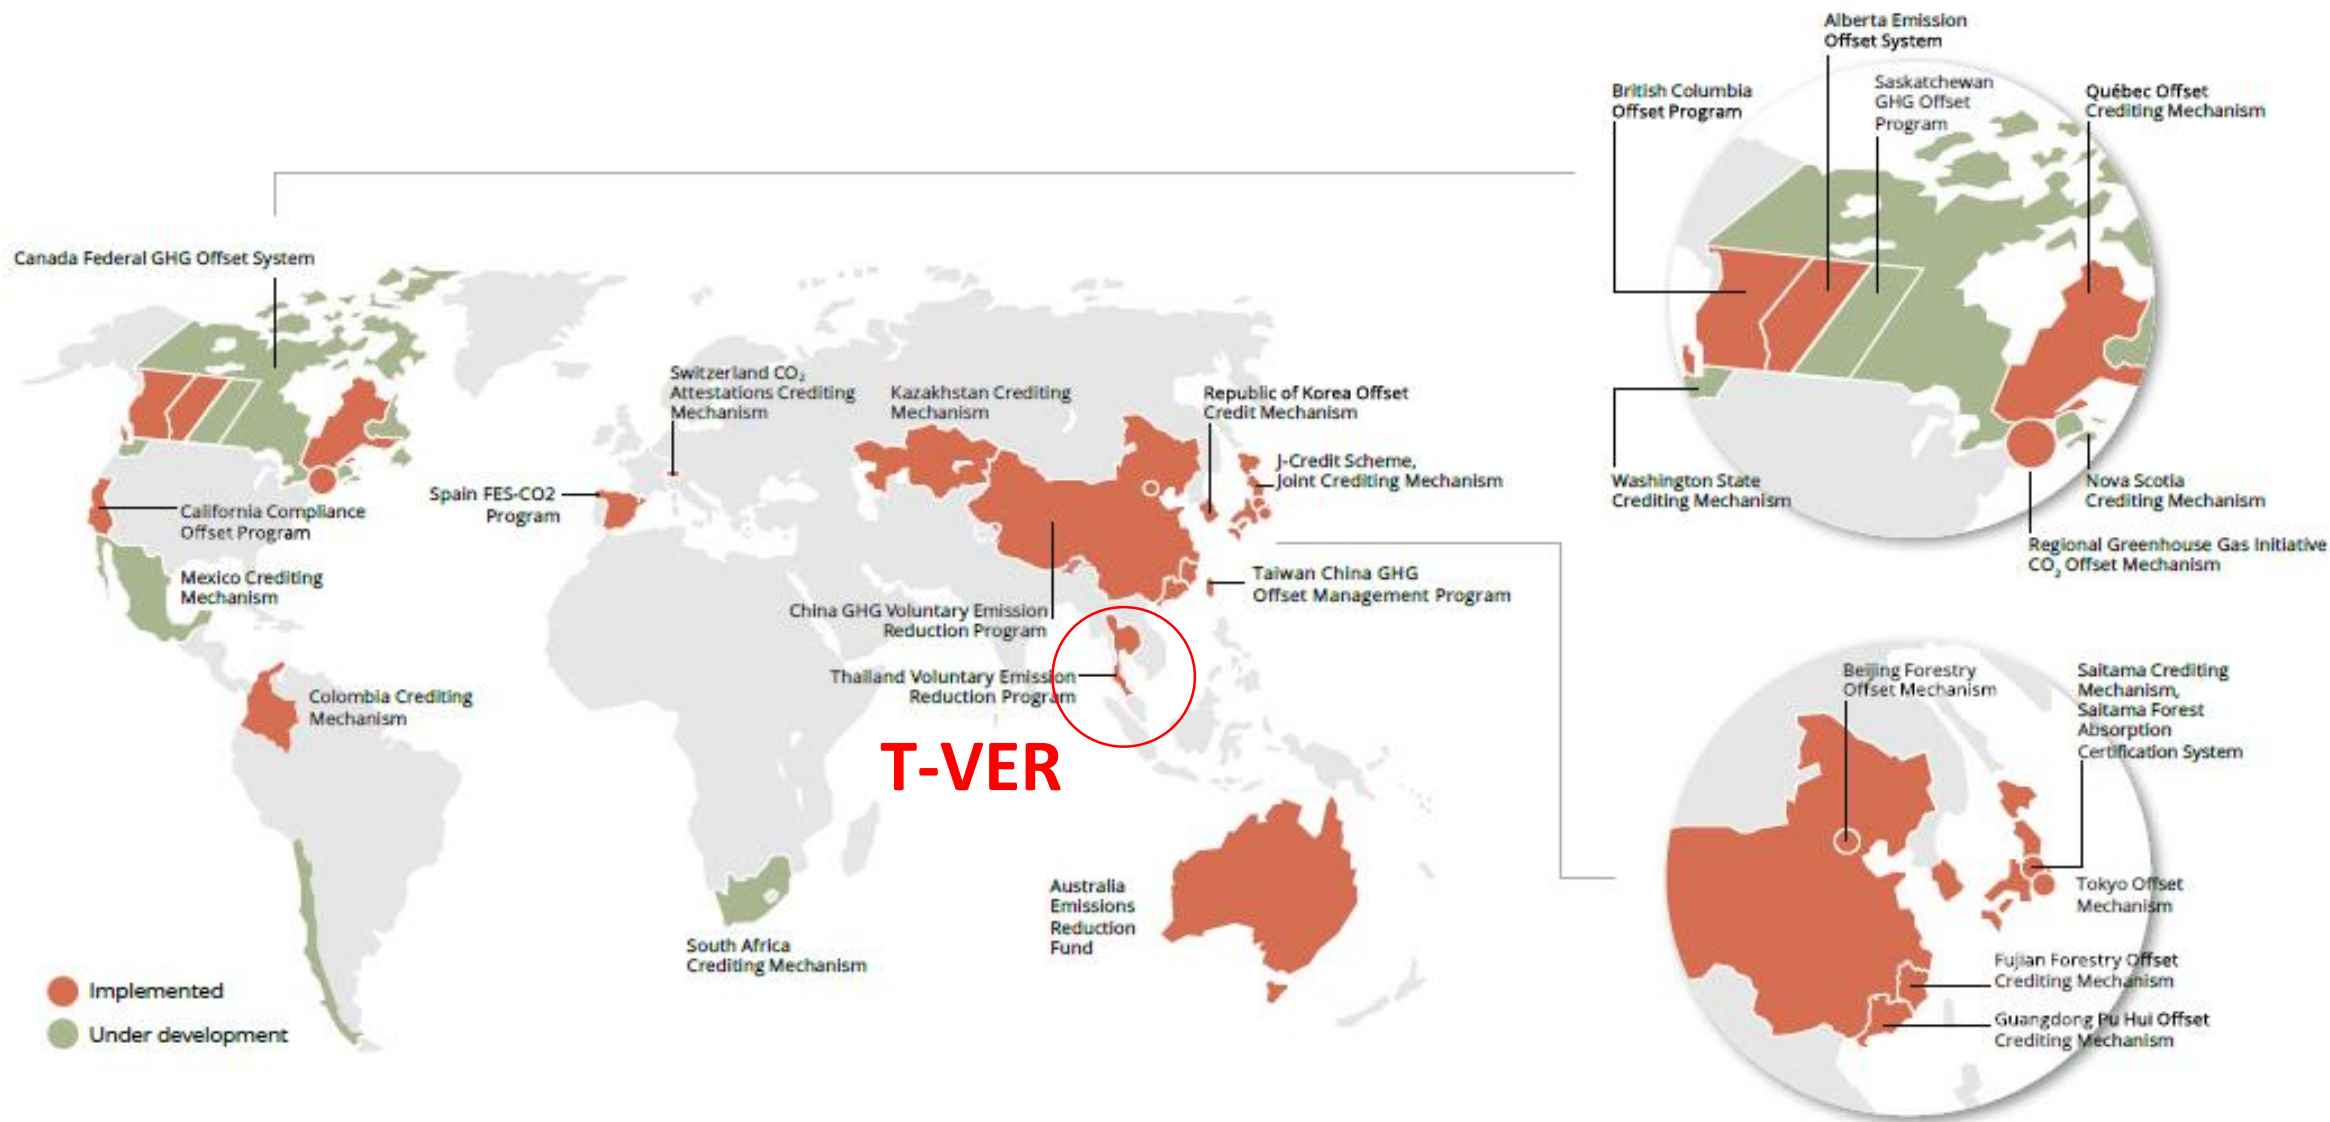 Alberta Emission
Offset System
British Columbia
Offset Program
Saskatchewan
GHG Offset
Program
Québec Offset
Crediting Mechanism
Canada Federal GHG Offset System
Switzerland CO₂
Attestations Crediting
Mechanism
Kazakhstan Crediting
Mechanism
Republic of Korea Offset
Credit Mechanism
J-Credit Scheme,
Joint Crediting Mechanism
Spain FES-CO2
Program
California Compliance
Offset Program
Washington State
Crediting Mechanism
Nova Scotia
Crediting Mechanism
Regional Greenhouse Gas Initiative
CO₂ Offset Mechanism
Mexico Crediting
Mechanism
Taiwan China GHG
Offset Management Program
China GHG Voluntary Emission
Reduction Program
Thailand Voluntary Emission
Reduction Program
T-VER
Colombia Crediting
Mechanism
Beijing Forestry
Offset Mechanism
Saitama Crediting
Mechanism,
Saitama Forest
Absorption
Certification System
Tokyo Offset
Mechanism
Australia
Emissions
Reduction
Fund
South Africa
Crediting Mechanism
Fujian Forestry Offset
Crediting Mechanism
Guangdong Pu Hui Offset
Crediting Mechanism
Implemented
Under development